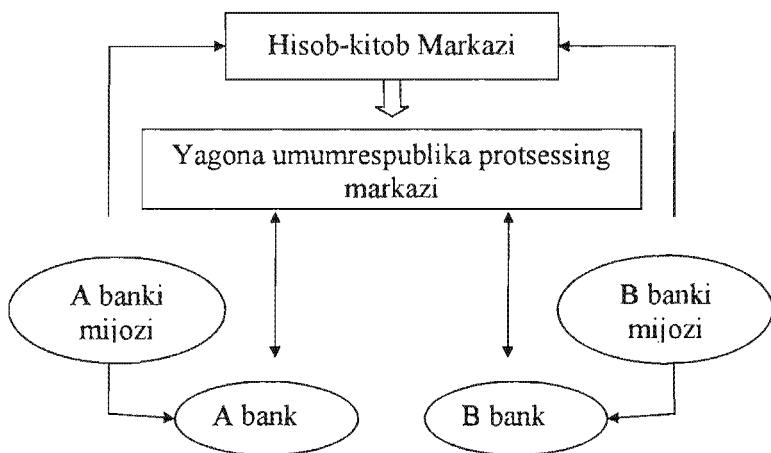 Hisob-kitob Markazi
Yagona umumrespublika protsessing
markazi
A banki
mijozi
B banki
mijozi
A bank
B bank